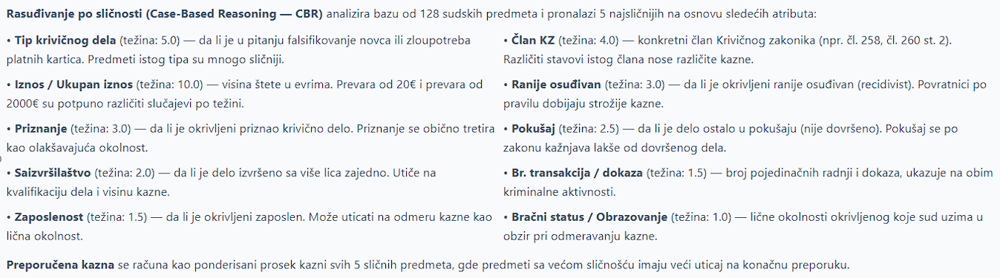 Rasuđivanje po sličnosti (Case-Based Reasoning — CBR) analizira bazu od 128 sudskih predmeta i pronalazi 5 najsličnijih na osnovu sledećih atributa:
• Tip krivičnog dela (težina: 5.0) — da li je u pitanju falsifikovanje novca ili zloupotreba
platnih kartica. Predmeti istog tipa su mnogo sličniji.
• Član KZ (težina: 4.0) — konkretni član Krivičnog zakonika (npr. čl. 258, čl. 260 st. 2).
Različiti stavovi istog člana nose različite kazne.
• Iznos / Ukupan iznos (težina: 10.0) — visina štete u evrima. Prevara od 20€ i prevara od
2000€ su potpuno različiti slučajevi po težini.
• Ranije osuđivan (težina: 3.0) — da li je okrivljeni ranije osuđivan (recidivist). Povratnici po
pravilu dobijaju strožije kazne.
• Priznanje (težina: 3.0) — da li je okrivljeni priznao krivično delo. Priznanje se obično tretira
kao olakšavajuća okolnost.
• Pokušaj (težina: 2.5) — da li je delo ostalo u pokušaju (nije dovršeno). Pokušaj se po
zakonu kažnjava lakše od dovršenog dela.
• Saizvršilaštvo (težina: 2.0) — da li je delo izvršeno sa više lica zajedno. Utiče na
kvalifikaciju dela i visinu kazne.
• Br. transakcija / dokaza (težina: 1.5) — broj pojedinačnih radnji i dokaza, ukazuje na obim
kriminalne aktivnosti.
• Zaposlenost (težina: 1.5) — da li je okrivljeni zaposlen. Može uticati na odmeru kazne kao
lična okolnost.
• Bračni status / Obrazovanje (težina: 1.0) — lične okolnosti okrivljenog koje sud uzima u
obzir pri odmeravanju kazne.
Preporučena kazna se računa kao ponderisani prosek kazni svih 5 sličnih predmeta, gde predmeti sa većom sličnošću imaju veći uticaj na konačnu preporuku.